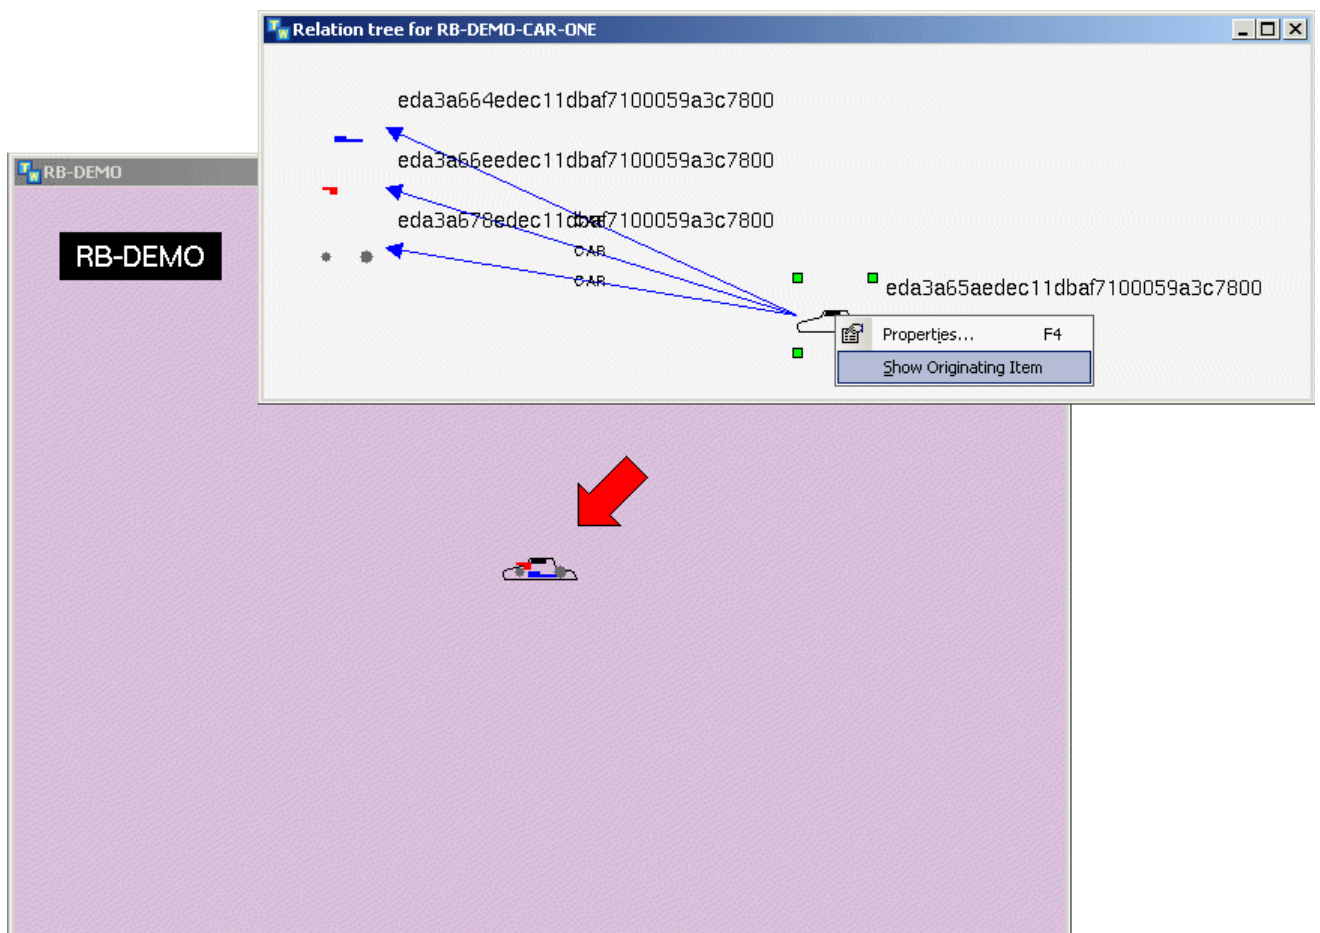 Relation tree for RB-DEMO-CAR-ONE
eda3a664edec11dbaf7100059a3c7800
eda3a66eedec11dbaf7100059a3c7800
RB-DEMO
eda3a678edec11dbaf7100059a3c7800
RB-DEMO
CAR
CAR
eda3a65aedec11dbaf7100059a3c7800
Properties... F4
Show Originating Item